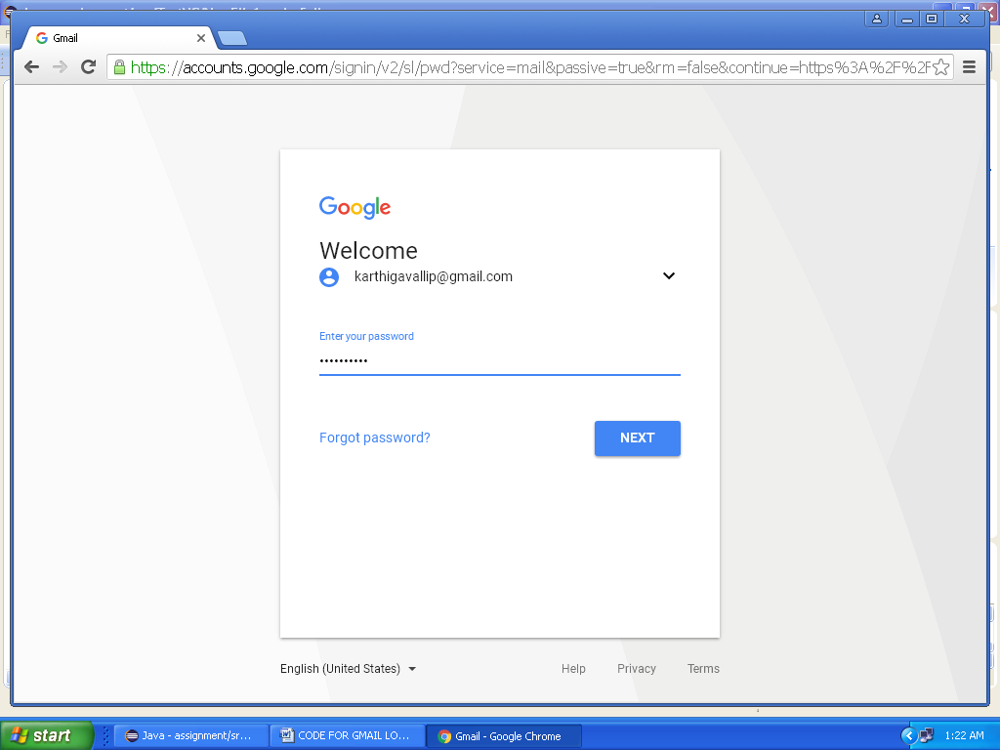 Gmail
https://accounts.google.com/signin/v2/sl/pwd?service=mail&passive=true&rm=false&continue=https%3A%2F%2F
Google
Welcome
karthigavallip@gmail.com
Enter your password
••••••••••
Forgot password?
NEXT
English (United States)
Help Privacy Terms
start
Java - assignment/sr...
CODE FOR GMAIL LO...
Gmail - Google Chrome
1:22 AM